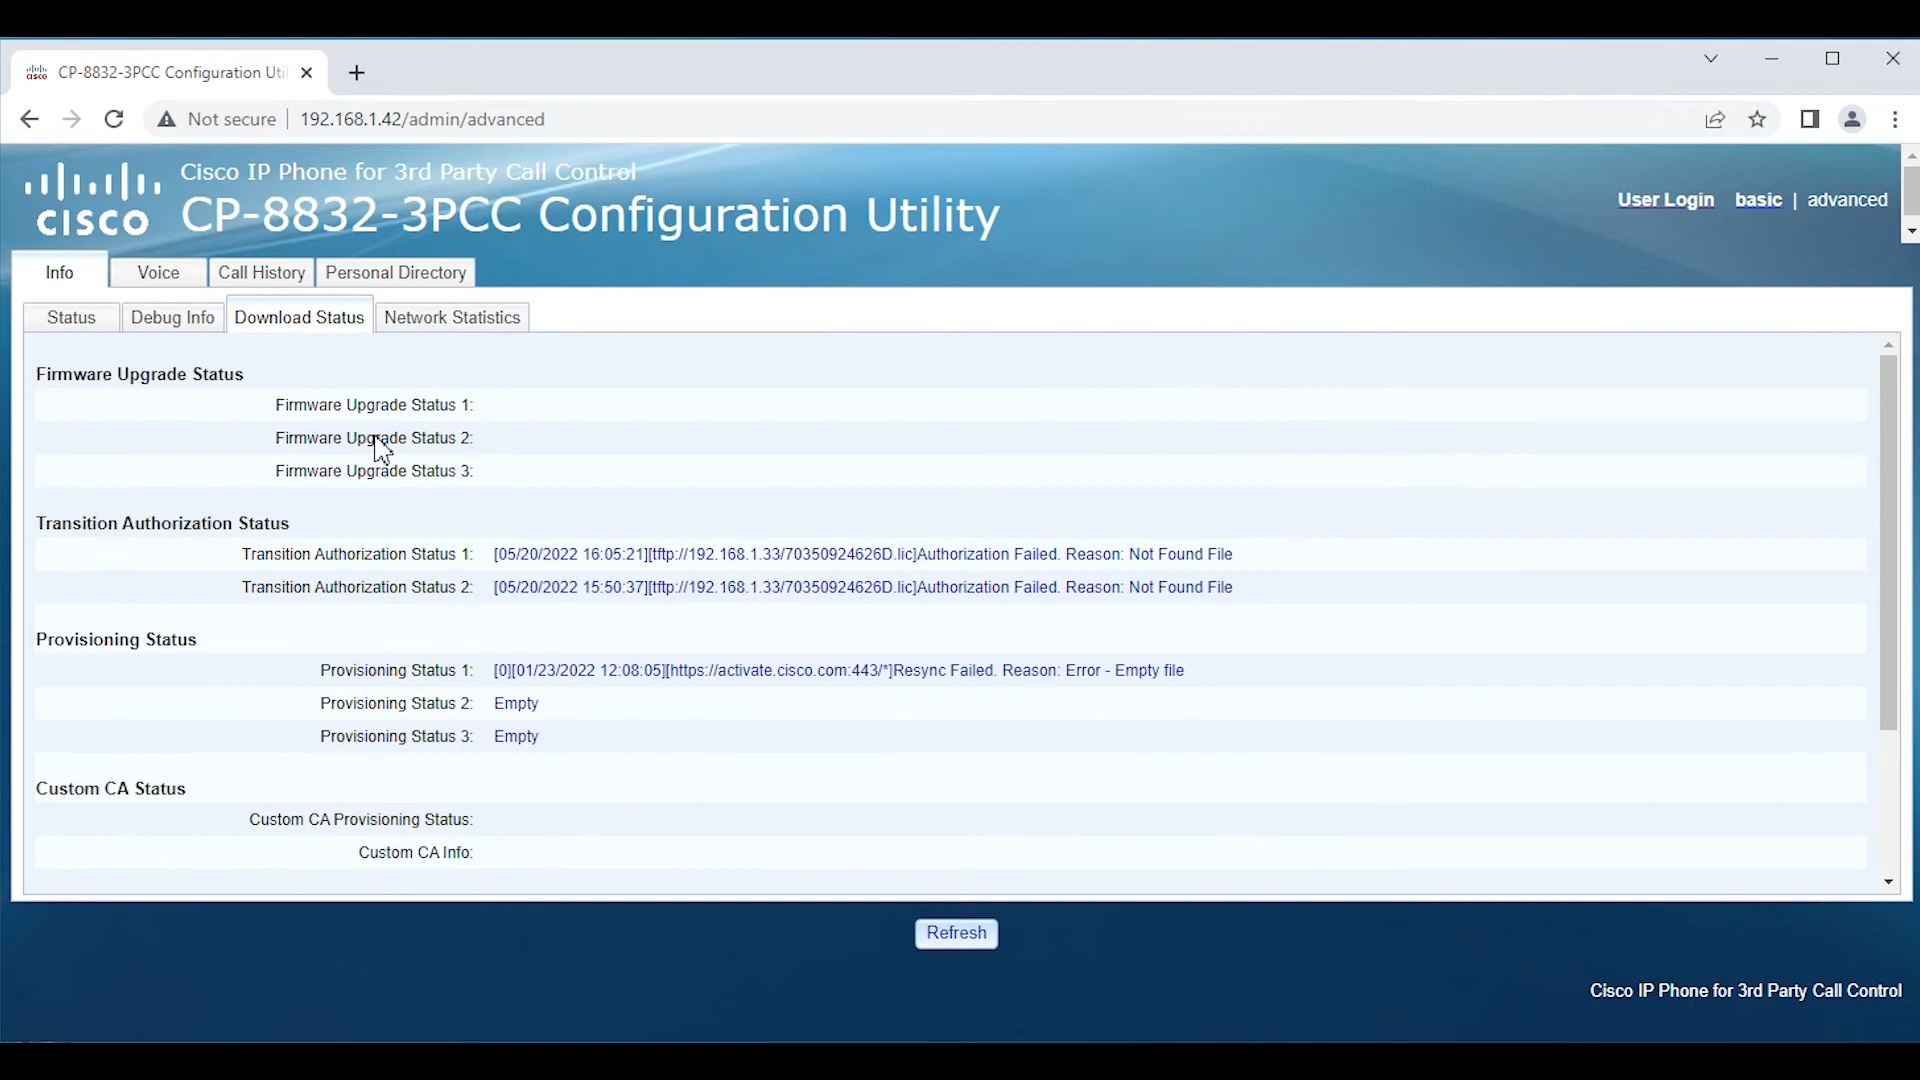 CP-8832-3PCC Configuration Uti
Not secure
192.168.1.42/admin/advanced
Cisco IP Phone for 3rd Party Call Control
CISCO
CP-8832-3PCC Configuration Utility
User Login basic | advanced
Info Voice Call History Personal Directory
Status Debug Info Download Status Network Statistics
Firmware Upgrade Status
Firmware Upgrade Status 1:
Firmware Upgrade Status 2:
Firmware Upgrade Status 3:
Transition Authorization Status
Transition Authorization Status 1: [05/20/2022 16:05:21][tftp://192.168.1.33/70350924626D.lic]Authorization Failed. Reason: Not Found File
Transition Authorization Status 2: [05/20/2022 15:50:37][tftp://192.168.1.33/70350924626D.lic]Authorization Failed. Reason: Not Found File
Provisioning Status
Provisioning Status 1: [0][01/23/2022 12:08:05][https://activate.cisco.com:443/*]Resync Failed. Reason: Error - Empty file
Provisioning Status 2: Empty
Provisioning Status 3: Empty
Custom CA Status
Custom CA Provisioning Status:
Custom CA Info:
Refresh
Cisco IP Phone for 3rd Party Call Control